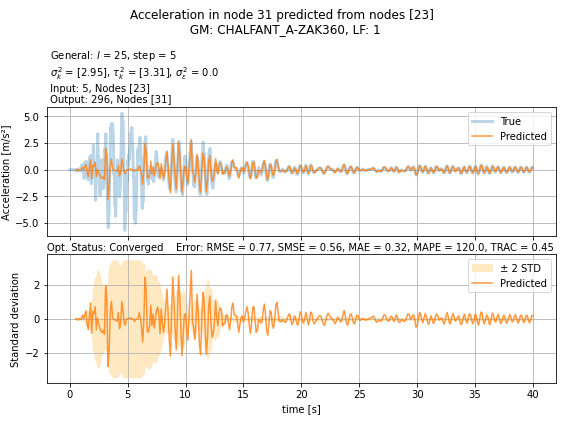 Acceleration in node 31 predicted from nodes [23]
GM: CHALFANT_A-ZAK360, LF: 1
General: l = 25, step = 5
σ²ₖ = [2.95], τ²ₖ = [3.31], σ²ε = 0.0
Input: 5, Nodes [23]
Output: 296, Nodes [31]
Acceleration [m/s²]
5.0
2.5
0.0
−2.5
−5.0
True
Predicted
Opt. Status: Converged Error: RMSE = 0.77, SMSE = 0.56, MAE = 0.32, MAPE = 120.0, TRAC = 0.45
Standard deviation
2
0
−2
± 2 STD
Predicted
0 5 10 15 20 25 30 35 40
time [s]